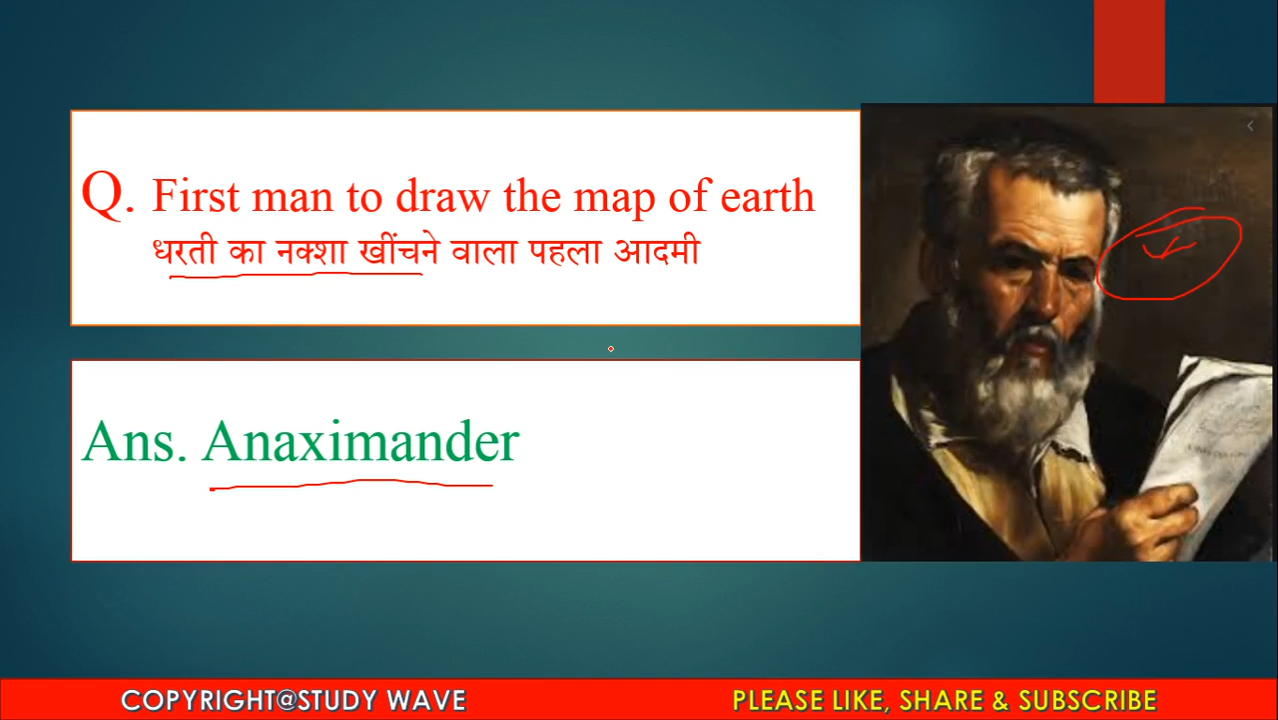 Q. First man to draw the map of earth
धरती का नक्शा खींचने वाला पहला आदमी
Ans. Anaximander
COPYRIGHT@STUDY WAVE
PLEASE LIKE, SHARE & SUBSCRIBE